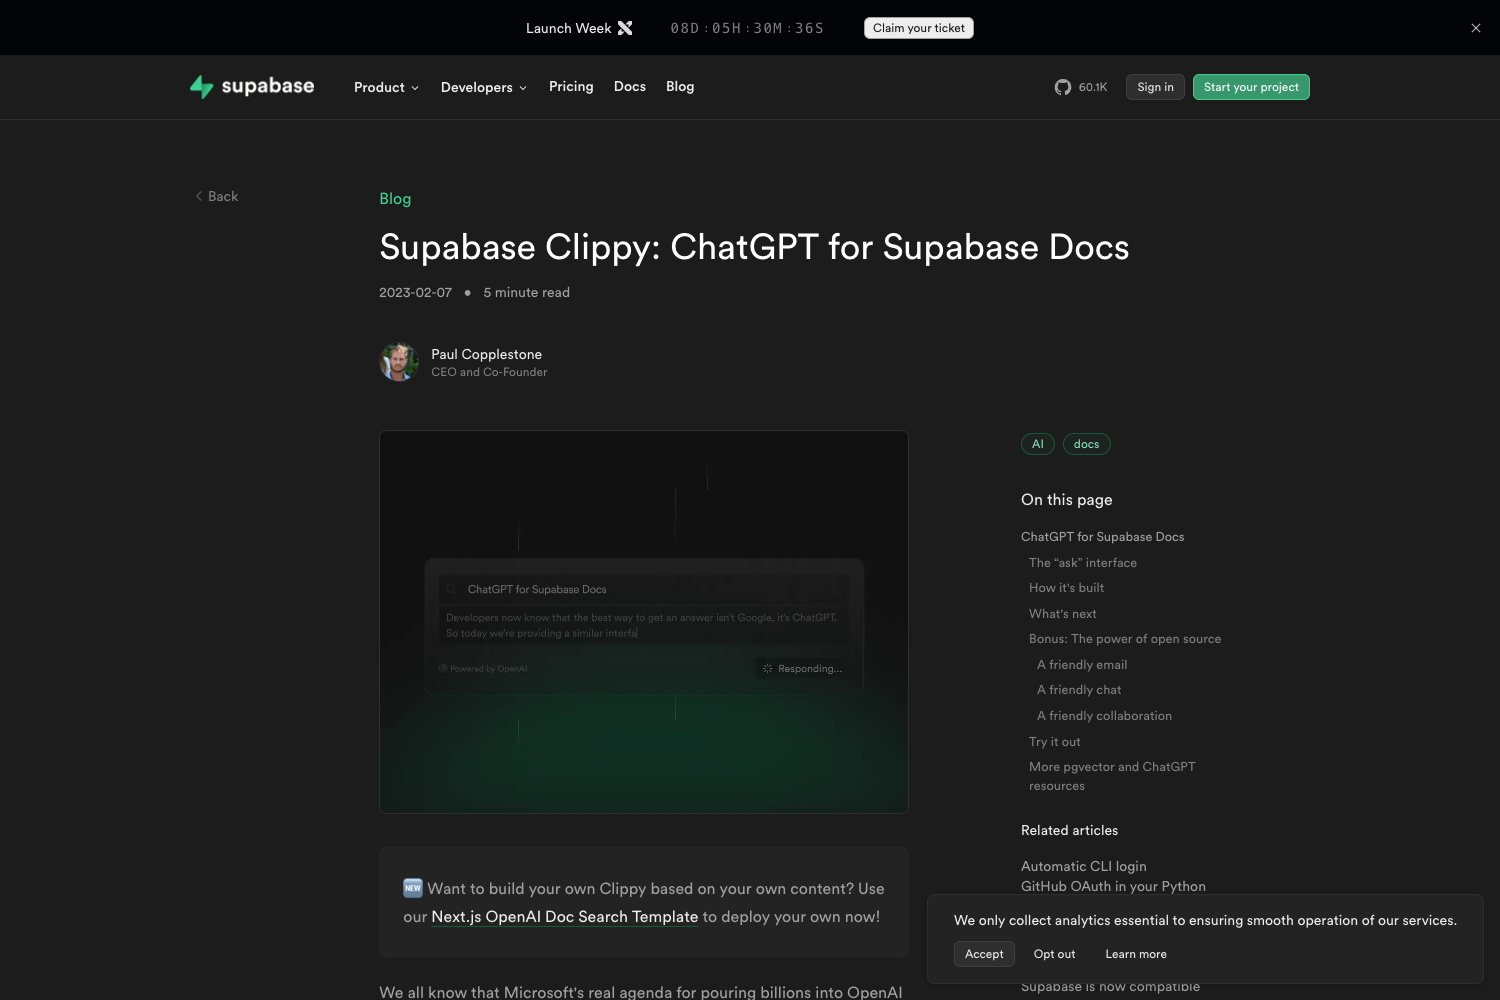 Launch Week X
08D : 05H : 30M : 36S
Claim your ticket
supabase
Product
Developers
Pricing
Docs
Blog
60.1K
Sign in
Start your project
Back
Blog
Supabase Clippy: ChatGPT for Supabase Docs
2023-02-07 • 5 minute read
Paul Copplestone
CEO and Co-Founder
ChatGPT for Supabase Docs
Developers now know that the best way to get an answer isn't Google, it's ChatGPT.
So today we're providing a similar interfa
Powered by OpenAI
Responding...
🆕 Want to build your own Clippy based on your own content? Use
our Next.js OpenAI Doc Search Template to deploy your own now!
We all know that Microsoft's real agenda for pouring billions into OpenAI
AI
docs
On this page
ChatGPT for Supabase Docs
The “ask” interface
How it's built
What's next
Bonus: The power of open source
A friendly email
A friendly chat
A friendly collaboration
Try it out
More pgvector and ChatGPT
resources
Related articles
Automatic CLI login
GitHub OAuth in your Python
We only collect analytics essential to ensuring smooth operation of our services.
Accept
Opt out
Learn more
Supabase is now compatible